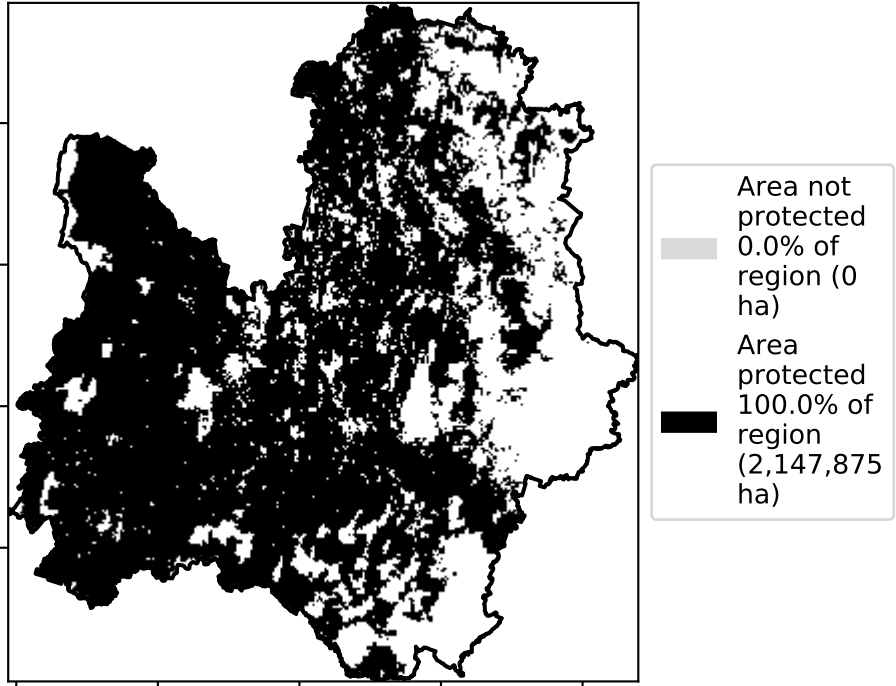 Area not
protected
0.0% of
region (0
ha)
Area
protected
100.0% of
region
(2,147,875
ha)